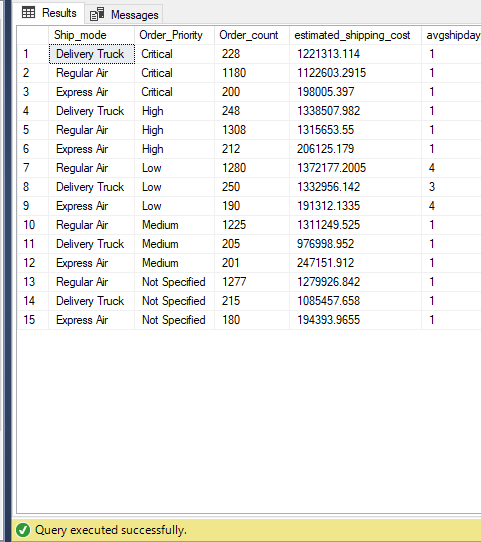 Results Messages
Ship_mode Order_Priority Order_count estimated_shipping_cost avgshipday
1 Delivery Truck Critical 228 1221313.114 1
2 Regular Air Critical 1180 1122603.2915 1
3 Express Air Critical 200 198005.397 1
4 Delivery Truck High 248 1338507.982 1
5 Regular Air High 1308 1315653.55 1
6 Express Air High 212 206125.179 1
7 Regular Air Low 1280 1372177.2005 4
8 Delivery Truck Low 250 1332956.142 3
9 Express Air Low 190 191312.1335 4
10 Regular Air Medium 1225 1311249.525 1
11 Delivery Truck Medium 205 976998.952 1
12 Express Air Medium 201 247151.912 1
13 Regular Air Not Specified 1277 1279926.842 1
14 Delivery Truck Not Specified 215 1085457.658 1
15 Express Air Not Specified 180 194393.9655 1
Query executed successfully.